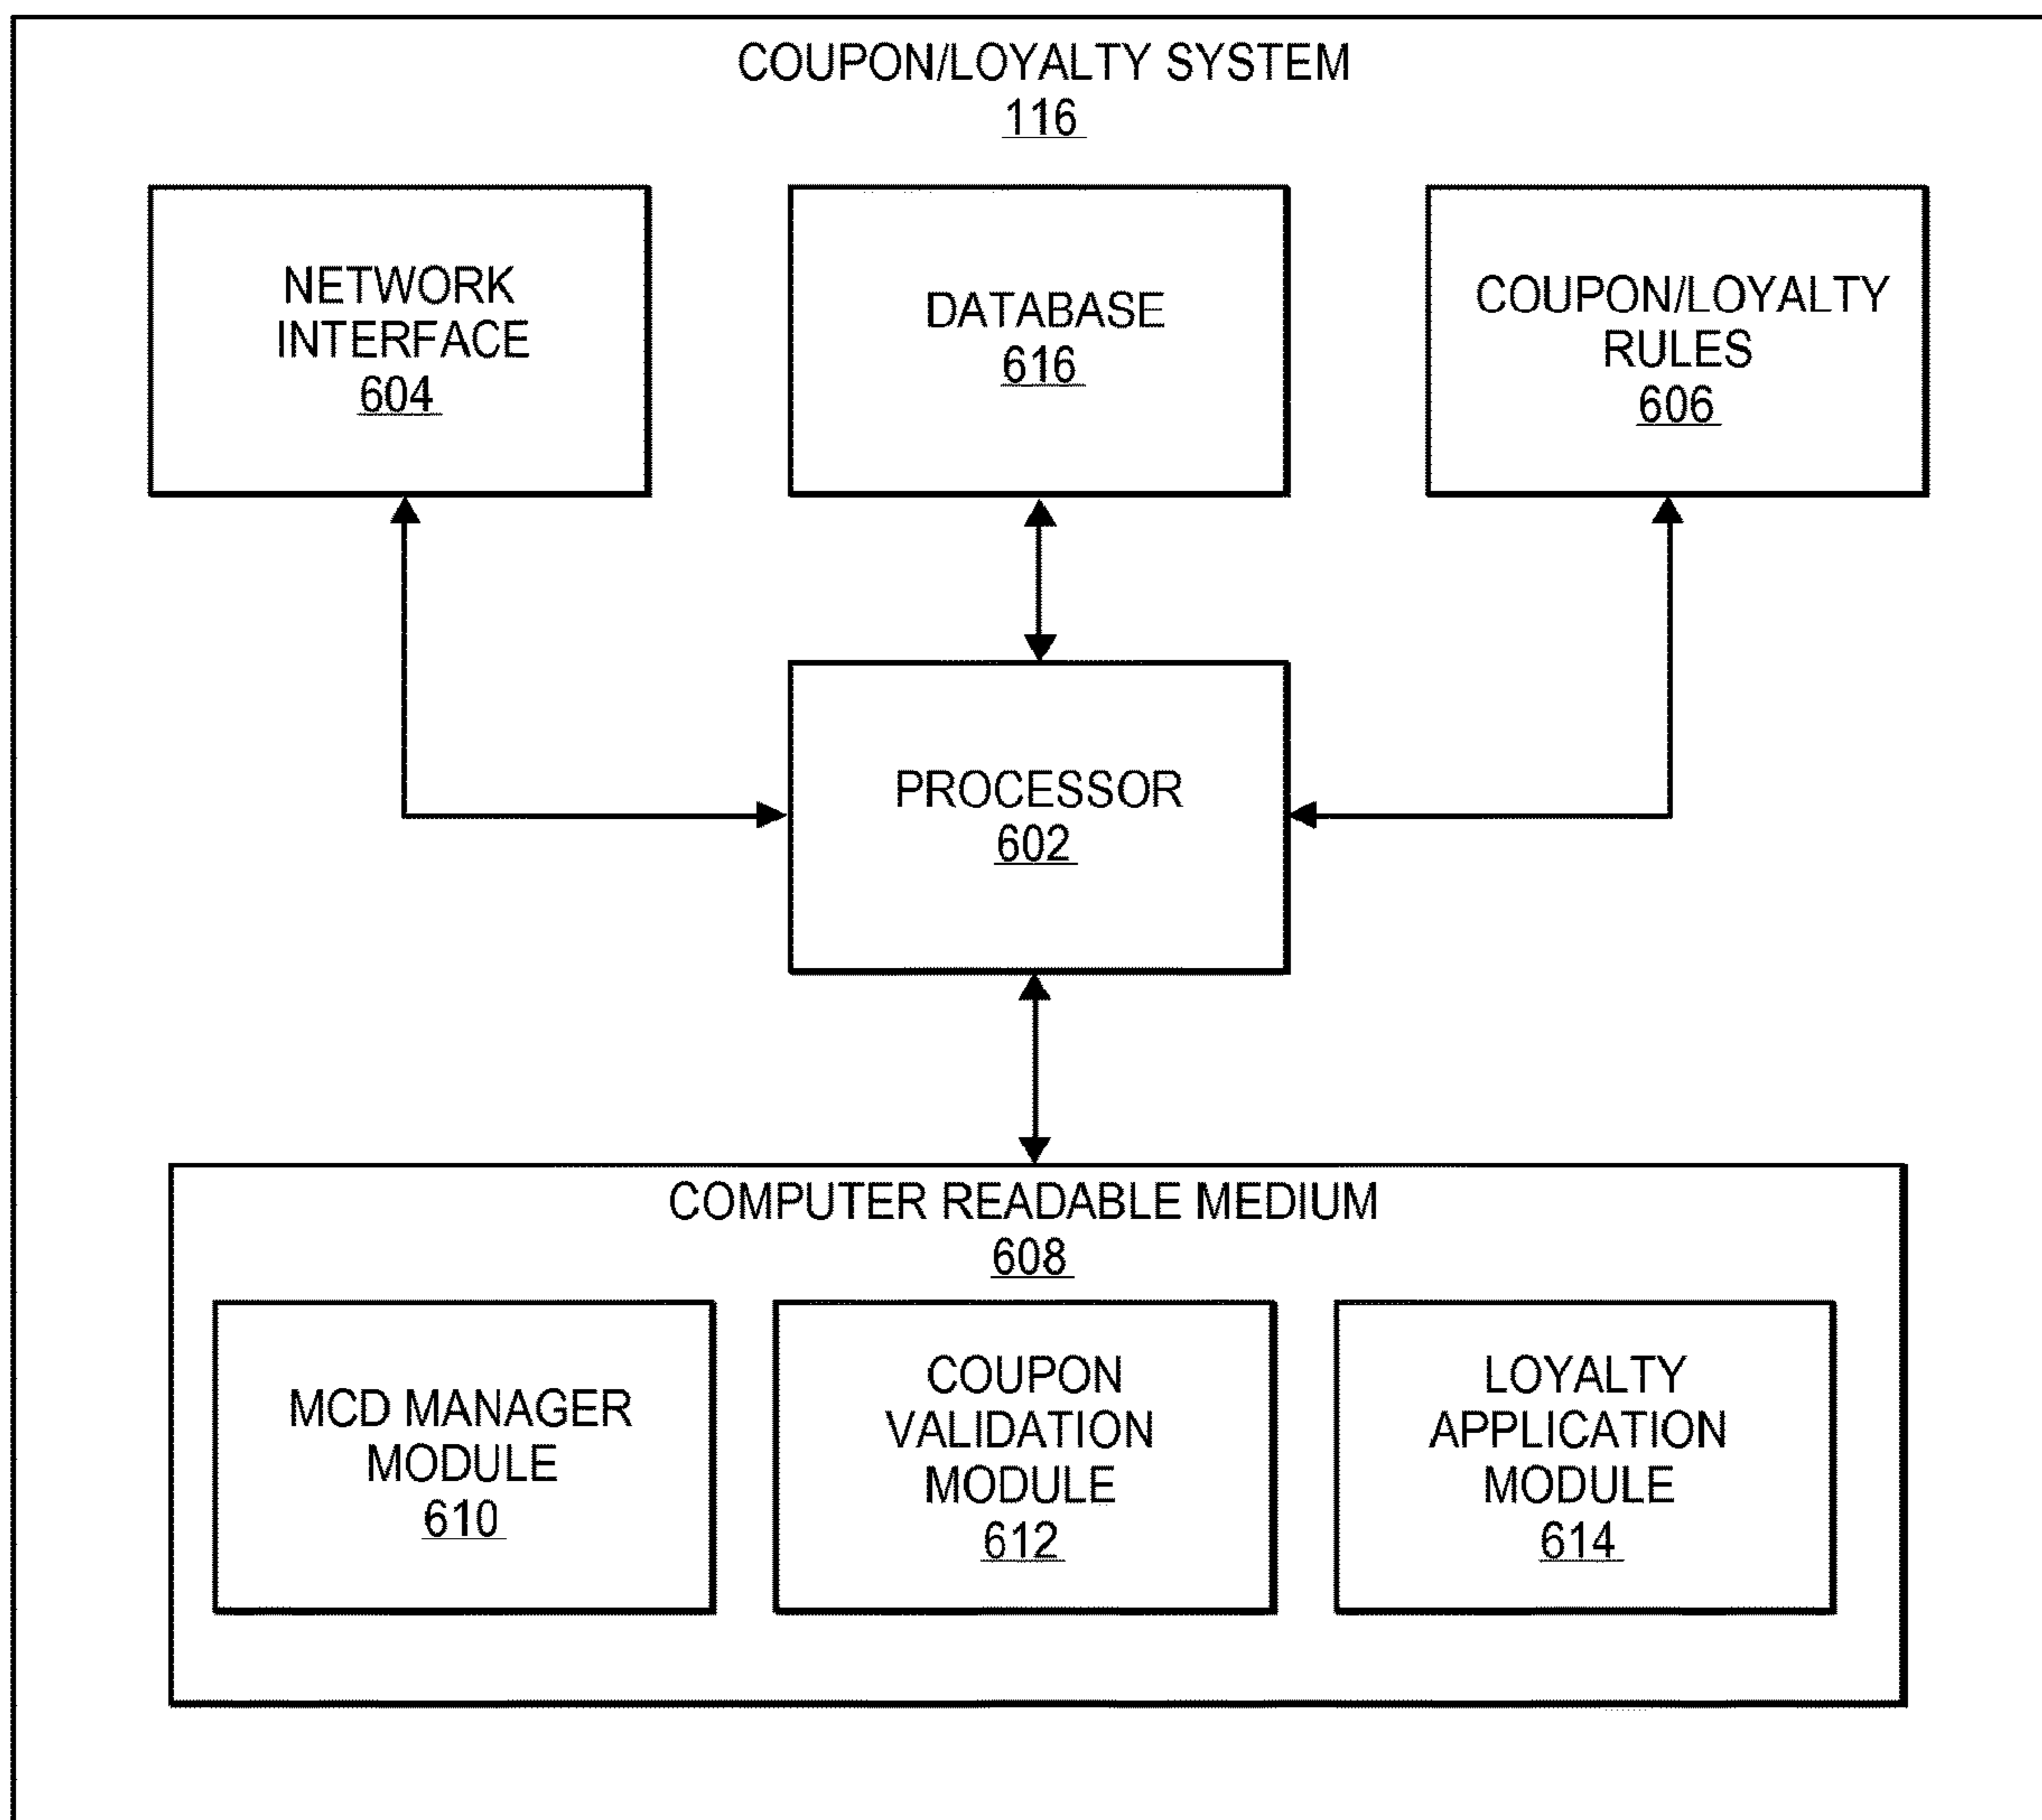 COUPON/LOYALTY SYSTEM
116
NETWORK
INTERFACE
604
DATABASE
616
COUPON/LOYALTY
RULES
606
PROCESSOR
602
COMPUTER READABLE MEDIUM
608
MCD MANAGER
MODULE
610
COUPON
VALIDATION
MODULE
612
LOYALTY
APPLICATION
MODULE
614